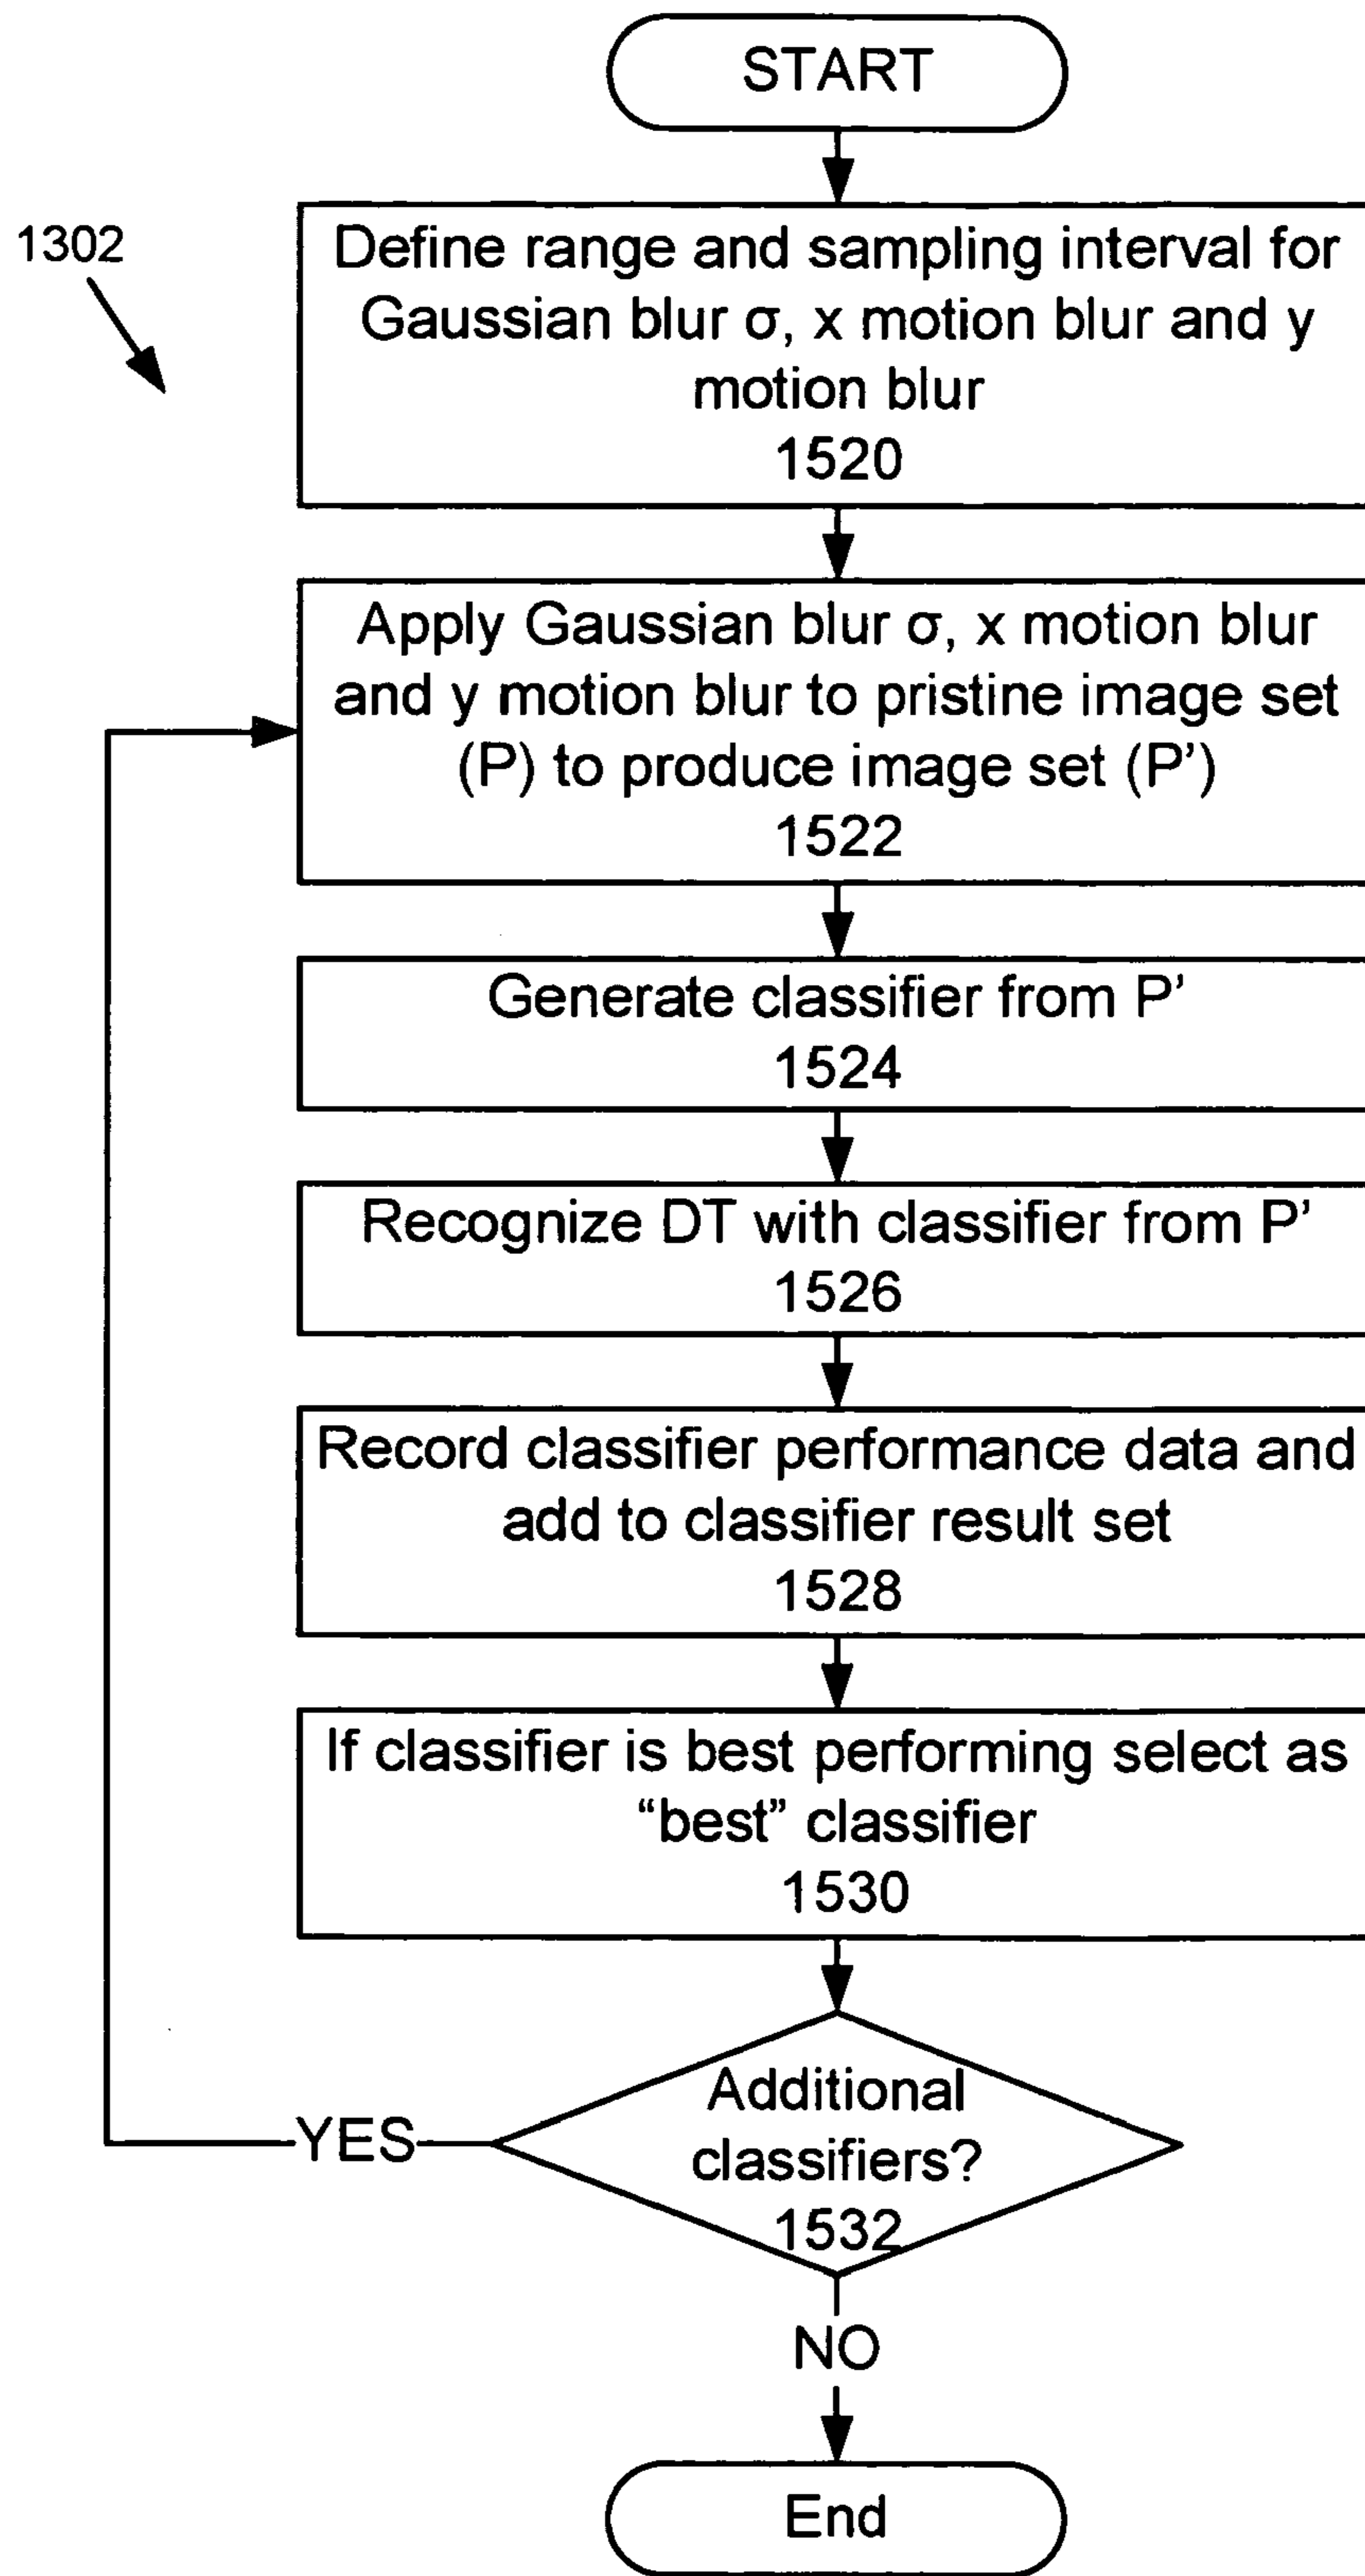 START
1302
Define range and sampling interval for
Gaussian blur σ, x motion blur and y
motion blur
1520
Apply Gaussian blur σ, x motion blur
and y motion blur to pristine image set
(P) to produce image set (P’)
1522
Generate classifier from P’
1524
Recognize DT with classifier from P’
1526
Record classifier performance data and
add to classifier result set
1528
If classifier is best performing select as
“best” classifier
1530
Additional
classifiers?
1532
YES
NO
End